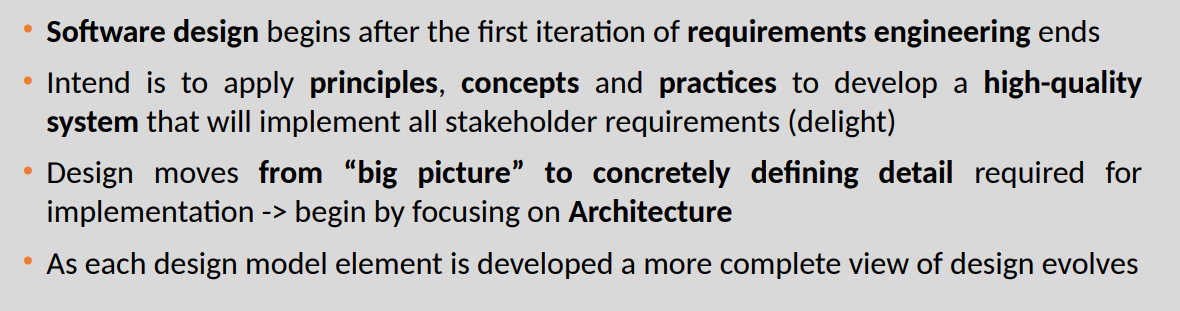 • Software design begins after the first iteration of requirements engineering ends
• Intend is to apply principles, concepts and practices to develop a high-quality
system that will implement all stakeholder requirements (delight)
• Design moves from “big picture” to concretely defining detail required for
implementation -> begin by focusing on Architecture
• As each design model element is developed a more complete view of design evolves